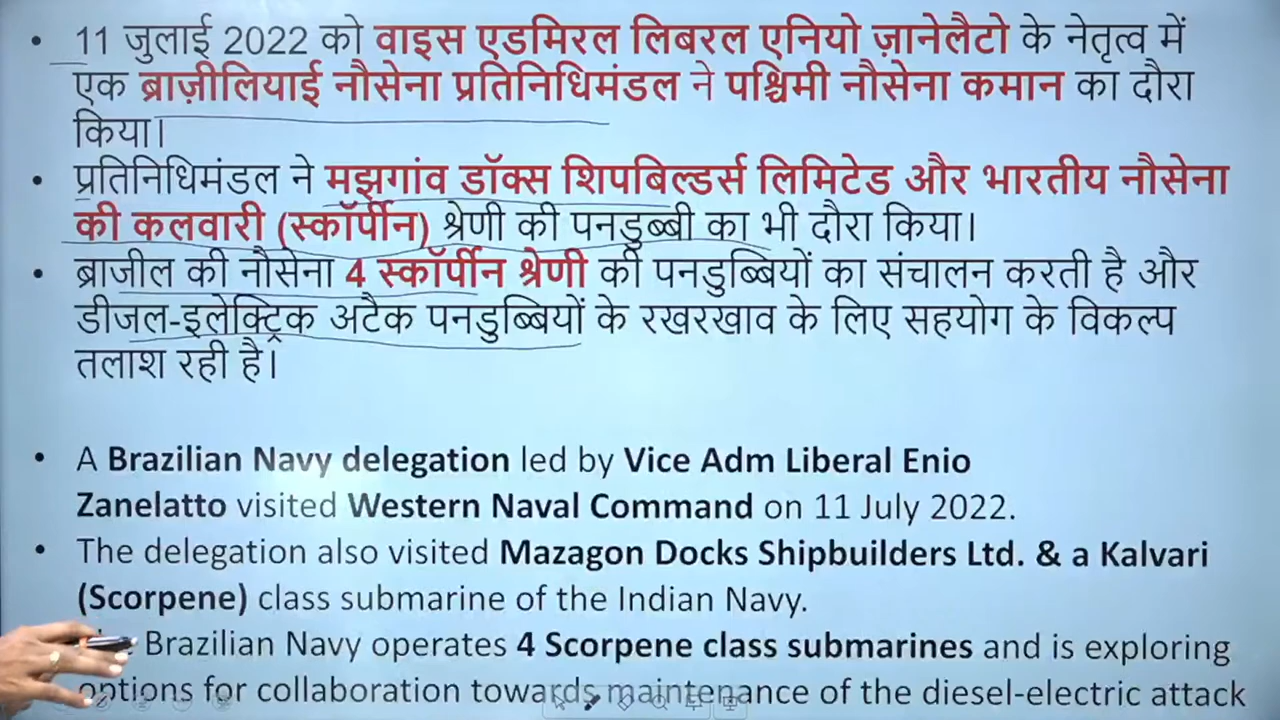 • 11 जुलाई 2022 को वाइस एडमिरल लिबरल एनियो ज़ानेलैटो के नेतृत्व में
एक ब्राज़ीलियाई नौसेना प्रतिनिधिमंडल ने पश्चिमी नौसेना कमान का दौरा
किया।
• प्रतिनिधिमंडल ने मझगांव डॉक्स शिपबिल्डर्स लिमिटेड और भारतीय नौसेना
की कलवारी (स्कॉर्पीन) श्रेणी की पनडुब्बी का भी दौरा किया।
• ब्राजील की नौसेना 4 स्कॉर्पीन श्रेणी की पनडुब्बियों का संचालन करती है और
डीजल-इलेक्ट्रिक अटैक पनडुब्बियों के रखरखाव के लिए सहयोग के विकल्प
तलाश रही है।
• A Brazilian Navy delegation led by Vice Adm Liberal Enio
Zanelatto visited Western Naval Command on 11 July 2022.
• The delegation also visited Mazagon Docks Shipbuilders Ltd. & a Kalvari
(Scorpene) class submarine of the Indian Navy.
Brazilian Navy operates 4 Scorpene class submarines and is exploring
options for collaboration towards maintenance of the diesel-electric attack